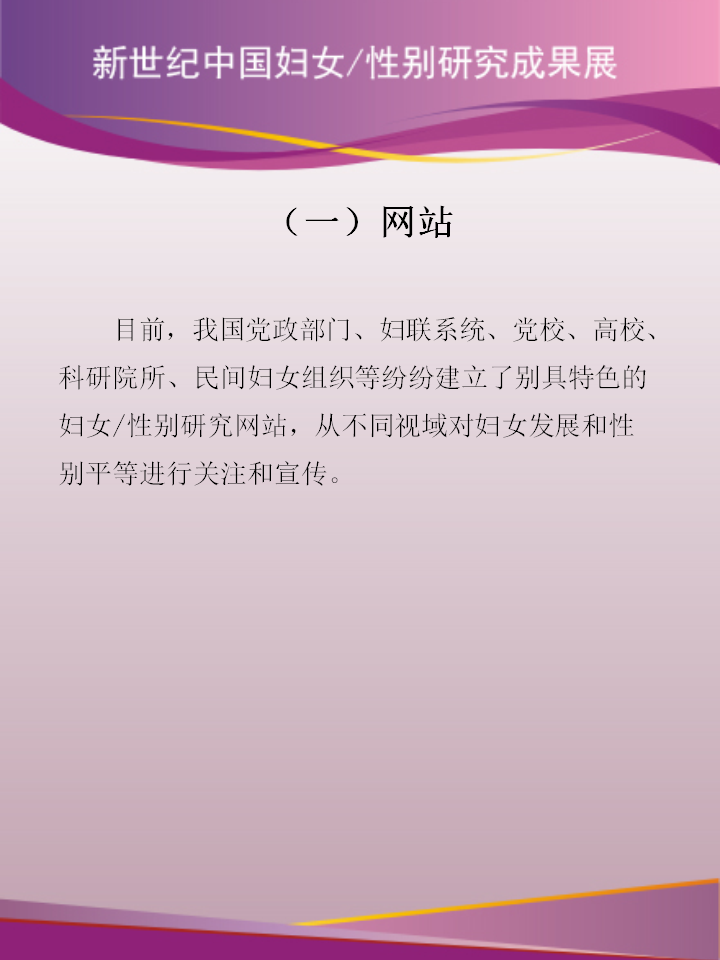 新世纪中国妇女/性别研究成果展
（一）网站
目前，我国党政部门、妇联系统、党校、高校、
科研院所、民间妇女组织等纷纷建立了别具特色的
妇女/性别研究网站，从不同视域对妇女发展和性
别平等进行关注和宣传。